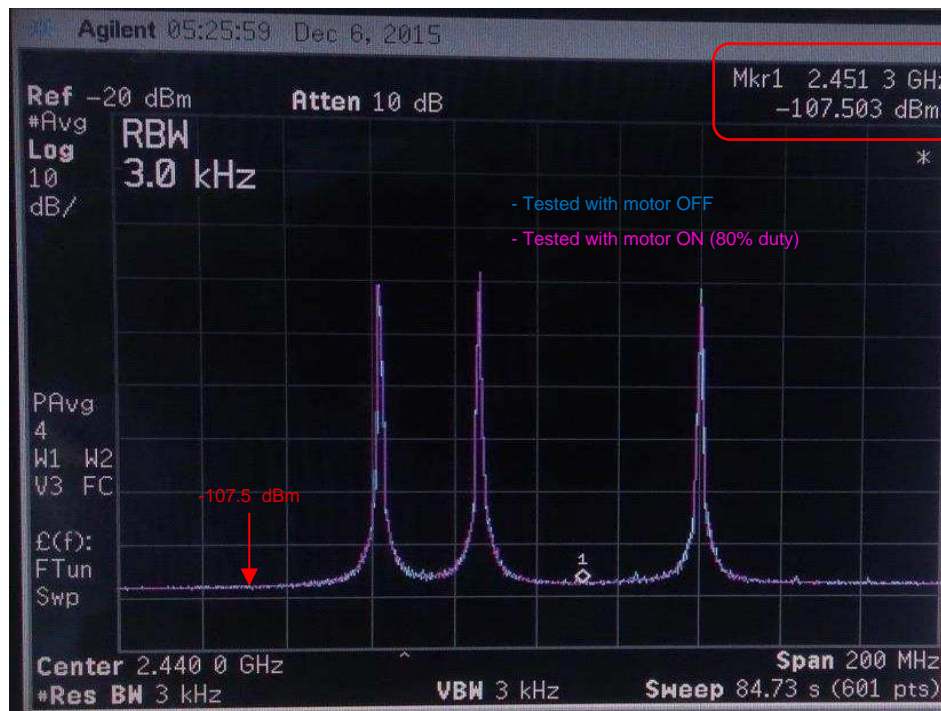 Agilent 05:25:59 Dec 6, 2015
Mkr1 2.451 3 GHz
Ref -20 dBm Atten 10 dB -107.503 dBm
#Avg
Log
10
dB/
RBW
3.0 kHz
*
- Tested with motor OFF
- Tested with motor ON (80% duty)
PAvg
4
W1 W2
V3 FC
-107.5 dBm
1
£(f):
FTun
Swp
Center 2.440 0 GHz Span 200 MHz
#Res BW 3 kHz VBW 3 kHz Sweep 84.73 s (601 pts)